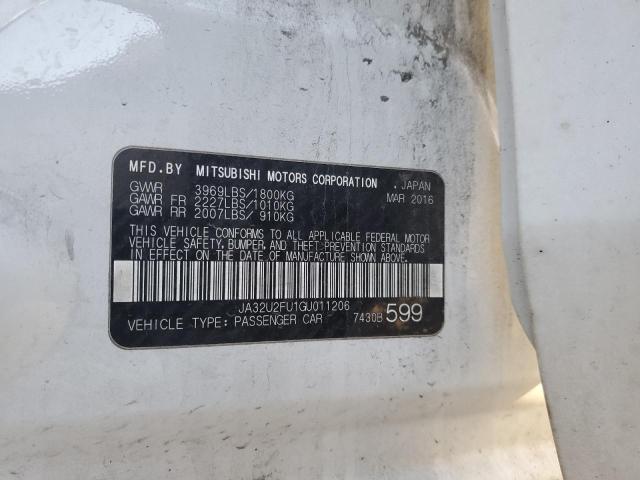 MFD.BY MITSUBISHI MOTORS CORPORATION , JAPAN
GVWR 3969LBS/1800KG MAR 2016
GAWR FR 2227LBS/1010KG
GAWR RR 2007LBS/ 910KG
THIS VEHICLE CONFORMS TO ALL APPLICABLE FEDERAL MOTOR
VEHICLE SAFETY, BUMPER, AND THEFT PREVENTION STANDARDS
IN EFFECT ON THE DATE OF MANUFACTURE SHOWN ABOVE.
JA32U2FU1GU011206
VEHICLE TYPE: PASSENGER CAR 7430B 599